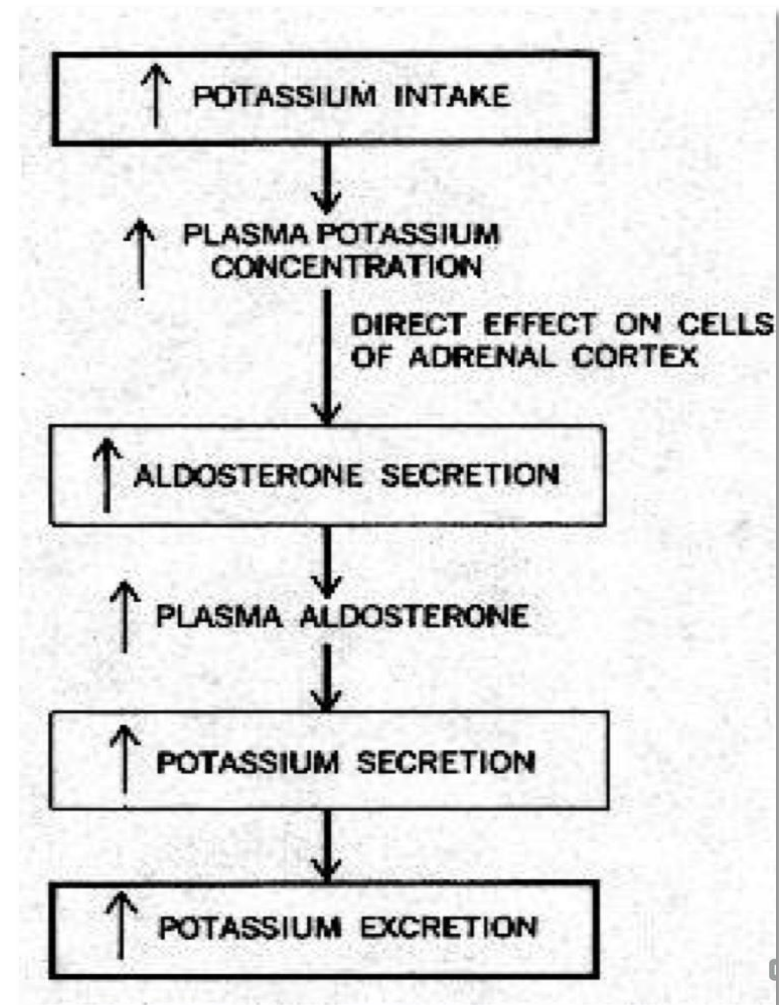 ↑ POTASSIUM INTAKE
↑ PLASMA POTASSIUM
CONCENTRATION
DIRECT EFFECT ON CELLS
OF ADRENAL CORTEX
↑ ALDOSTERONE SECRETION
↑ PLASMA ALDOSTERONE
↑ POTASSIUM SECRETION
↑ POTASSIUM EXCRETION